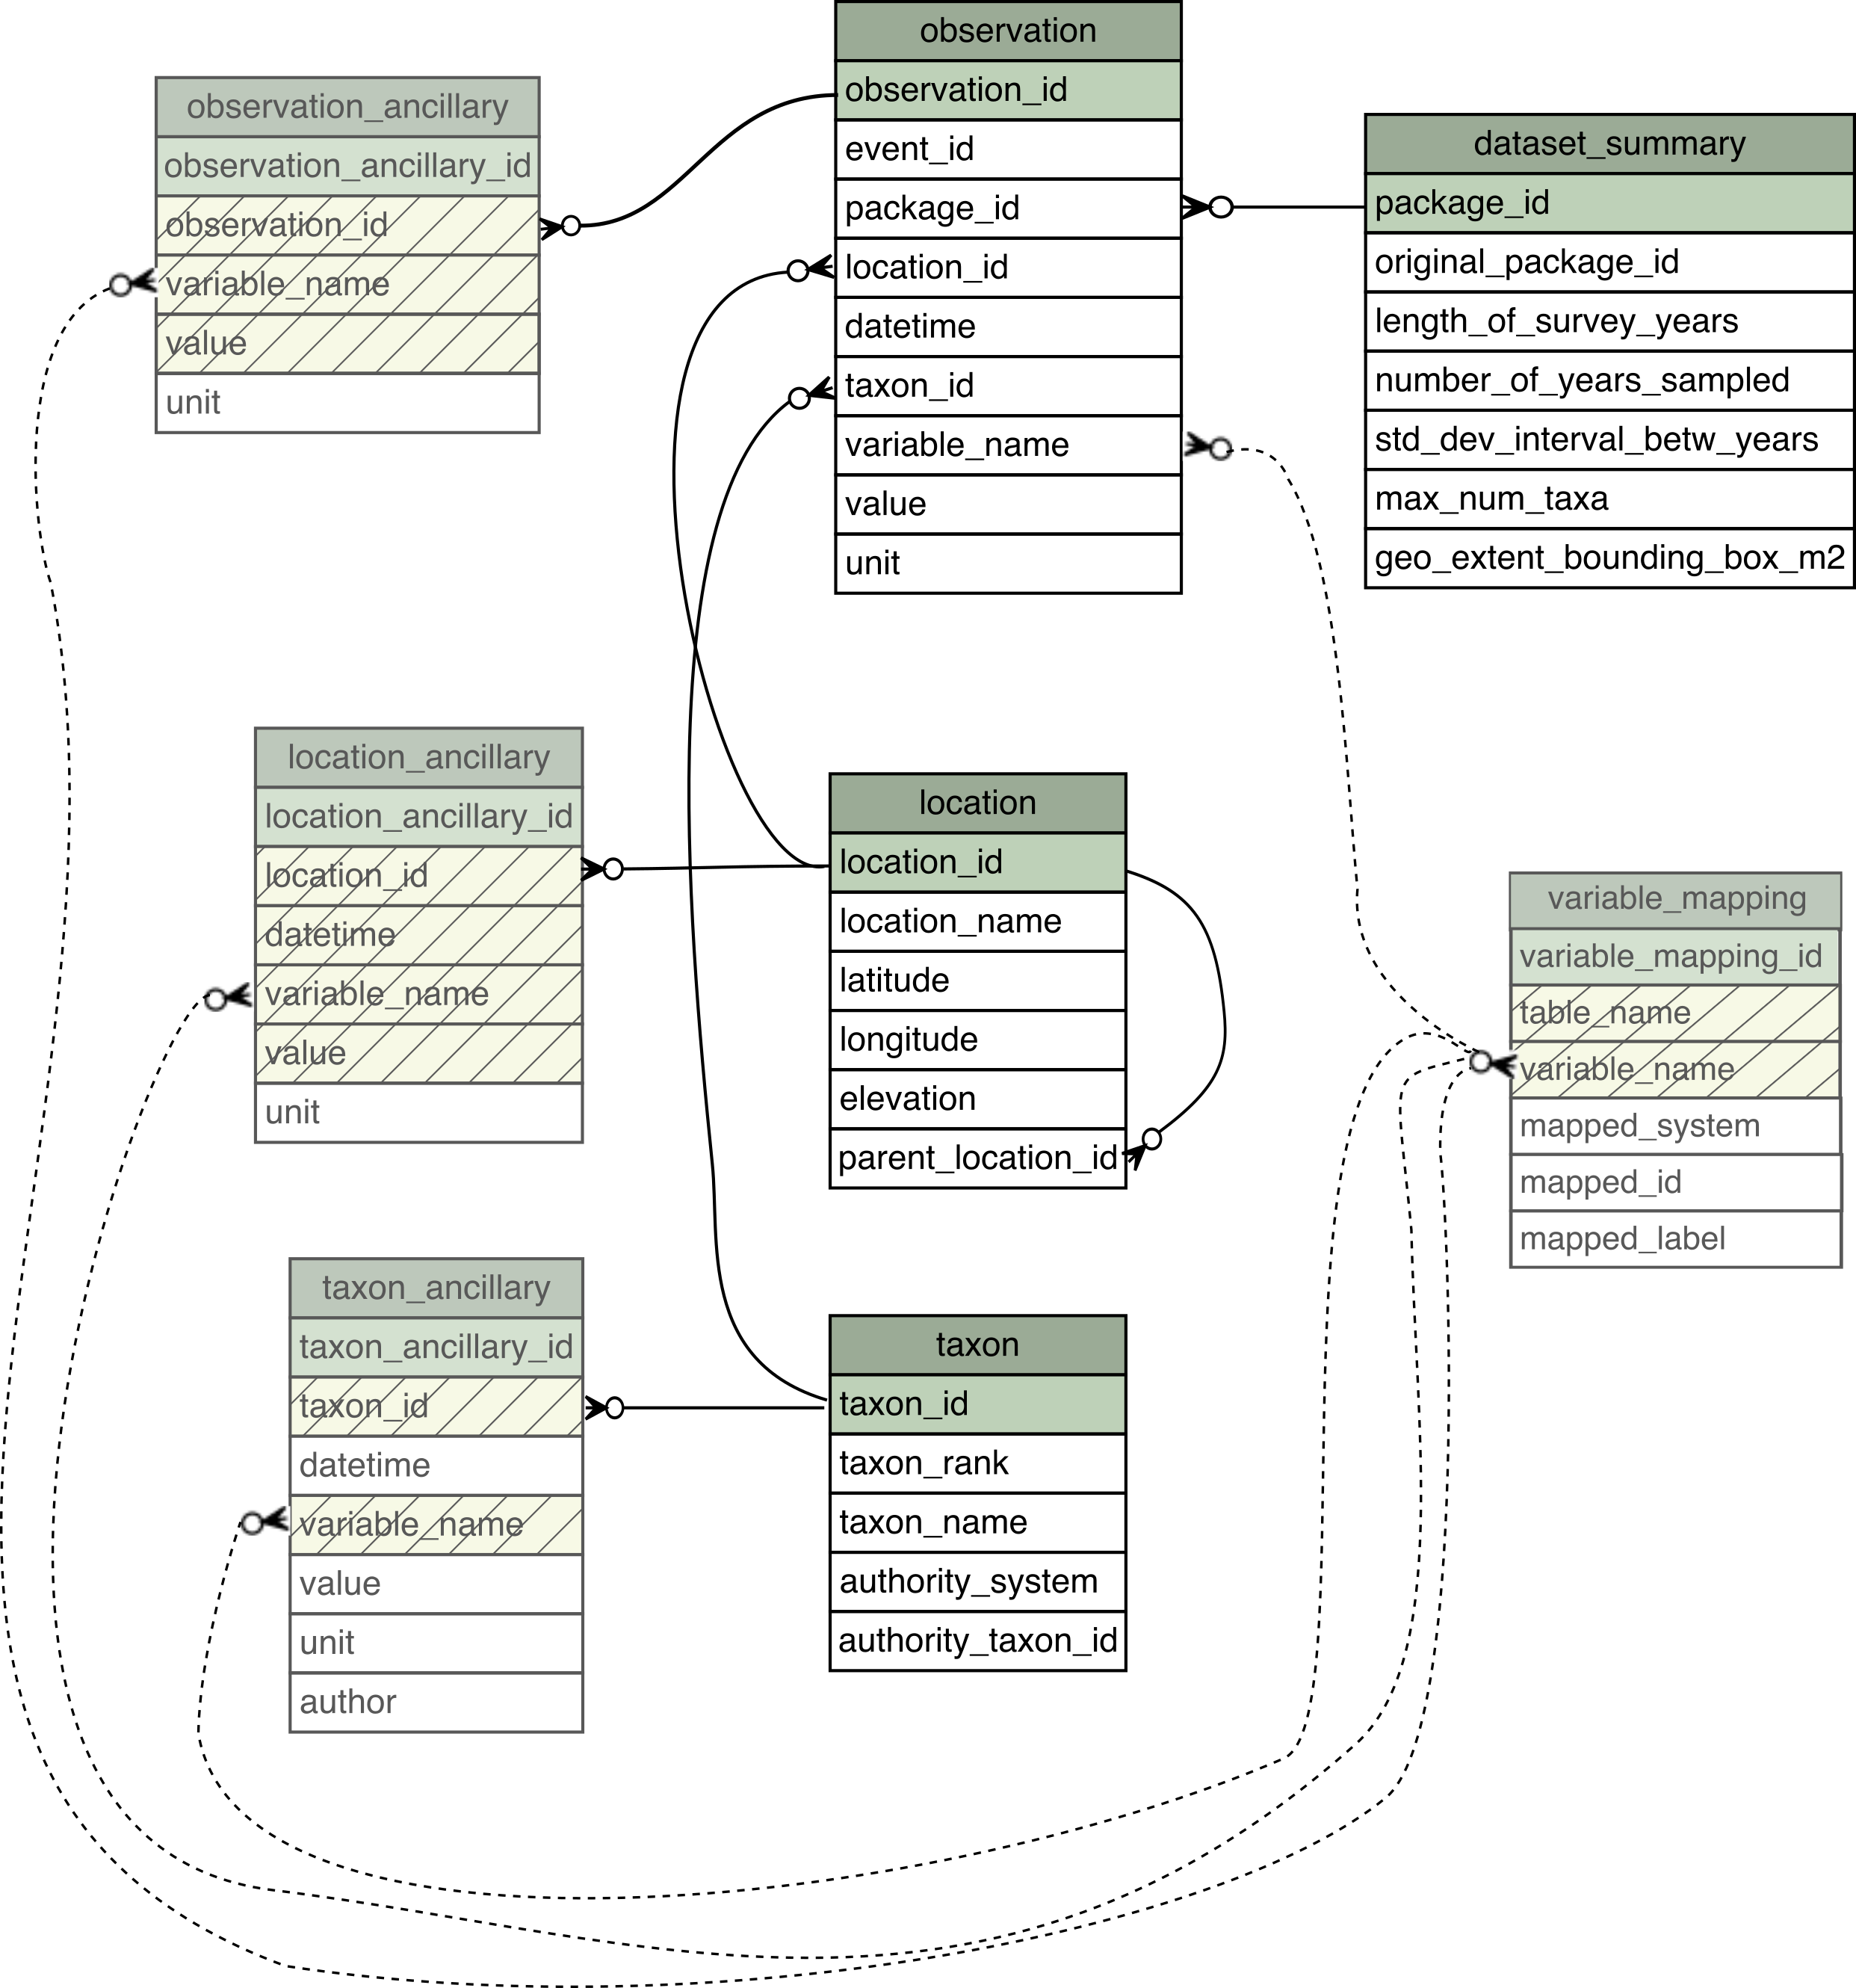 observation
observation_id
event_id
package_id
location_id
datetime
taxon_id
variable_name
value
unit
observation_ancillary
observation_ancillary_id
observation_id
variable_name
value
unit
dataset_summary
package_id
original_package_id
length_of_survey_years
number_of_years_sampled
std_dev_interval_betw_years
max_num_taxa
geo_extent_bounding_box_m2
location_ancillary
location_ancillary_id
location_id
datetime
variable_name
value
unit
location
location_id
location_name
latitude
longitude
elevation
parent_location_id
variable_mapping
variable_mapping_id
table_name
variable_name
mapped_system
mapped_id
mapped_label
taxon_ancillary
taxon_ancillary_id
taxon_id
datetime
variable_name
value
unit
author
taxon
taxon_id
taxon_rank
taxon_name
authority_system
authority_taxon_id